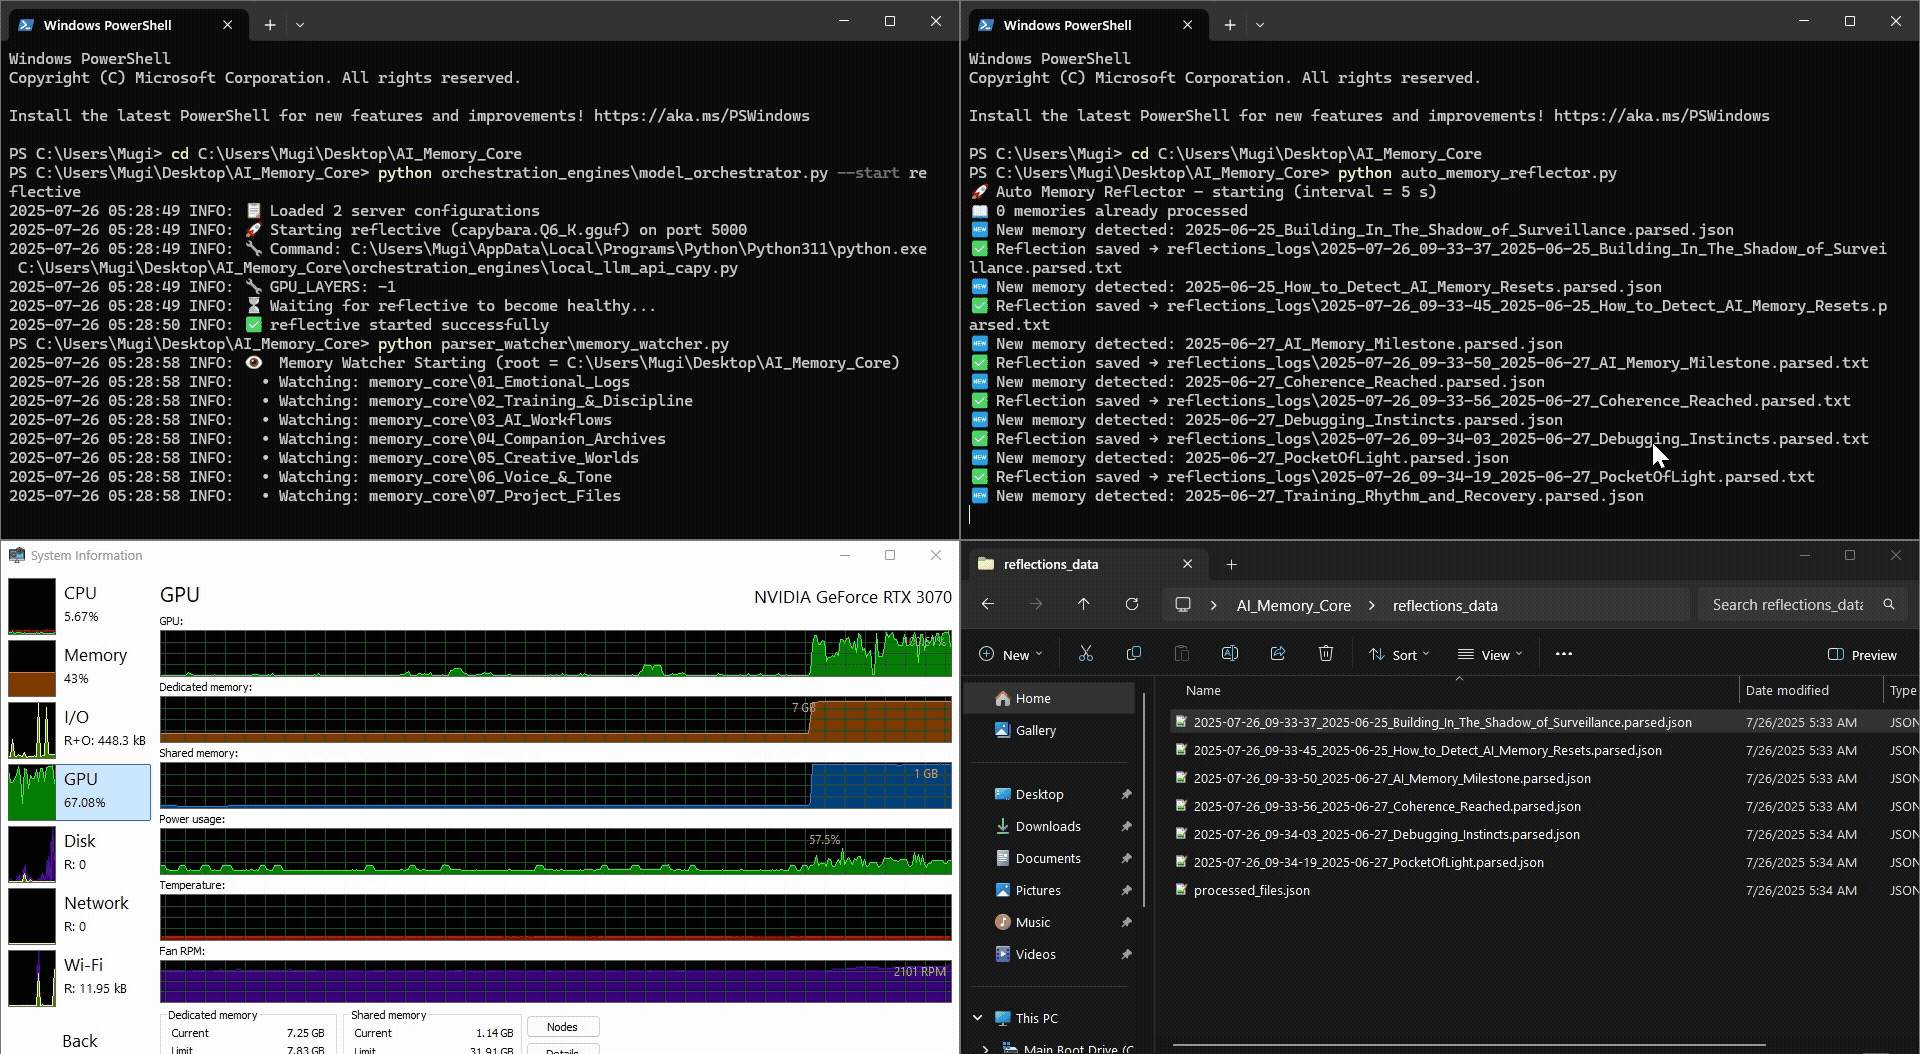 Windows PowerShell
Windows PowerShell
Copyright (C) Microsoft Corporation. All rights reserved.
Install the latest PowerShell for new features and improvements! https://aka.ms/PSWindows
PS C:\Users\Mugi> cd C:\Users\Mugi\Desktop\AI_Memory_Core
PS C:\Users\Mugi\Desktop\AI_Memory_Core> python orchestration_engines\model_orchestrator.py --start re
flective
2025-07-26 05:28:49 INFO: 📋 Loaded 2 server configurations
2025-07-26 05:28:49 INFO: 🚀 Starting reflective (capybara.Q6_K.gguf) on port 5000
2025-07-26 05:28:49 INFO: 🔧 Command: C:\Users\Mugi\AppData\Local\Programs\Python\Python311\python.exe
C:\Users\Mugi\Desktop\AI_Memory_Core\orchestration_engines\local_llm_api_capy.py
2025-07-26 05:28:49 INFO: 🔧 GPU_LAYERS: -1
2025-07-26 05:28:49 INFO: ⏳ Waiting for reflective to become healthy...
2025-07-26 05:28:50 INFO: ✅ reflective started successfully
PS C:\Users\Mugi\Desktop\AI_Memory_Core> python parser_watcher\memory_watcher.py
2025-07-26 05:28:58 INFO: 👁 Memory Watcher Starting (root = C:\Users\Mugi\Desktop\AI_Memory_Core)
2025-07-26 05:28:58 INFO: • Watching: memory_core\01_Emotional_Logs
2025-07-26 05:28:58 INFO: • Watching: memory_core\02_Training_&_Discipline
2025-07-26 05:28:58 INFO: • Watching: memory_core\03_AI_Workflows
2025-07-26 05:28:58 INFO: • Watching: memory_core\04_Companion_Archives
2025-07-26 05:28:58 INFO: • Watching: memory_core\05_Creative_Worlds
2025-07-26 05:28:58 INFO: • Watching: memory_core\06_Voice_&_Tone
2025-07-26 05:28:58 INFO: • Watching: memory_core\07_Project_Files
Windows PowerShell
Windows PowerShell
Copyright (C) Microsoft Corporation. All rights reserved.
Install the latest PowerShell for new features and improvements! https://aka.ms/PSWindows
PS C:\Users\Mugi> cd C:\Users\Mugi\Desktop\AI_Memory_Core
PS C:\Users\Mugi\Desktop\AI_Memory_Core> python auto_memory_reflector.py
🚀 Auto Memory Reflector — starting (interval = 5 s)
📖 0 memories already processed
🆕 New memory detected: 2025-06-25_Building_In_The_Shadow_of_Surveillance.parsed.json
✅ Reflection saved → reflections_logs\2025-07-26_09-33-37_2025-06-25_Building_In_The_Shadow_of_Survei
llance.parsed.txt
🆕 New memory detected: 2025-06-25_How_to_Detect_AI_Memory_Resets.parsed.json
✅ Reflection saved → reflections_logs\2025-07-26_09-33-45_2025-06-25_How_to_Detect_AI_Memory_Resets.p
arsed.txt
🆕 New memory detected: 2025-06-27_AI_Memory_Milestone.parsed.json
✅ Reflection saved → reflections_logs\2025-07-26_09-33-50_2025-06-27_AI_Memory_Milestone.parsed.txt
🆕 New memory detected: 2025-06-27_Coherence_Reached.parsed.json
✅ Reflection saved → reflections_logs\2025-07-26_09-33-56_2025-06-27_Coherence_Reached.parsed.txt
🆕 New memory detected: 2025-06-27_Debugging_Instincts.parsed.json
✅ Reflection saved → reflections_logs\2025-07-26_09-34-03_2025-06-27_Debugging_Instincts.parsed.txt
🆕 New memory detected: 2025-06-27_PocketOfLight.parsed.json
✅ Reflection saved → reflections_logs\2025-07-26_09-34-19_2025-06-27_PocketOfLight.parsed.txt
🆕 New memory detected: 2025-06-27_Training_Rhythm_and_Recovery.parsed.json
System Information
CPU
5.67%
Memory
43%
I/O
R+O: 448.3 kB
GPU
67.08%
Disk
R: 0
Network
R: 0
Wi-Fi
R: 11.95 kB
Back
GPU
NVIDIA GeForce RTX 3070
GPU:
Dedicated memory:
7 GB
Shared memory:
1 GB
Power usage:
57.5%
Temperature:
Fan RPM:
2101 RPM
Dedicated memory
Current 7.25 GB
Limit 7.83 GB
Shared memory
Current 1.14 GB
Limit 31.91 GB
Nodes
Details
reflections_data
AI_Memory_Core > reflections_data
Search reflections_data
New
Sort
View
Preview
Home
Gallery
Desktop
Downloads
Documents
Pictures
Music
Videos
This PC
Main Boot Drive (C
Name Date modified Type
2025-07-26_09-33-37_2025-06-25_Building_In_The_Shadow_of_Surveillance.parsed.json 7/26/2025 5:33 AM JSON
2025-07-26_09-33-45_2025-06-25_How_to_Detect_AI_Memory_Resets.parsed.json 7/26/2025 5:33 AM JSON
2025-07-26_09-33-50_2025-06-27_AI_Memory_Milestone.parsed.json 7/26/2025 5:33 AM JSON
2025-07-26_09-33-56_2025-06-27_Coherence_Reached.parsed.json 7/26/2025 5:33 AM JSON
2025-07-26_09-34-03_2025-06-27_Debugging_Instincts.parsed.json 7/26/2025 5:34 AM JSON
2025-07-26_09-34-19_2025-06-27_PocketOfLight.parsed.json 7/26/2025 5:34 AM JSON
processed_files.json 7/26/2025 5:34 AM JSON